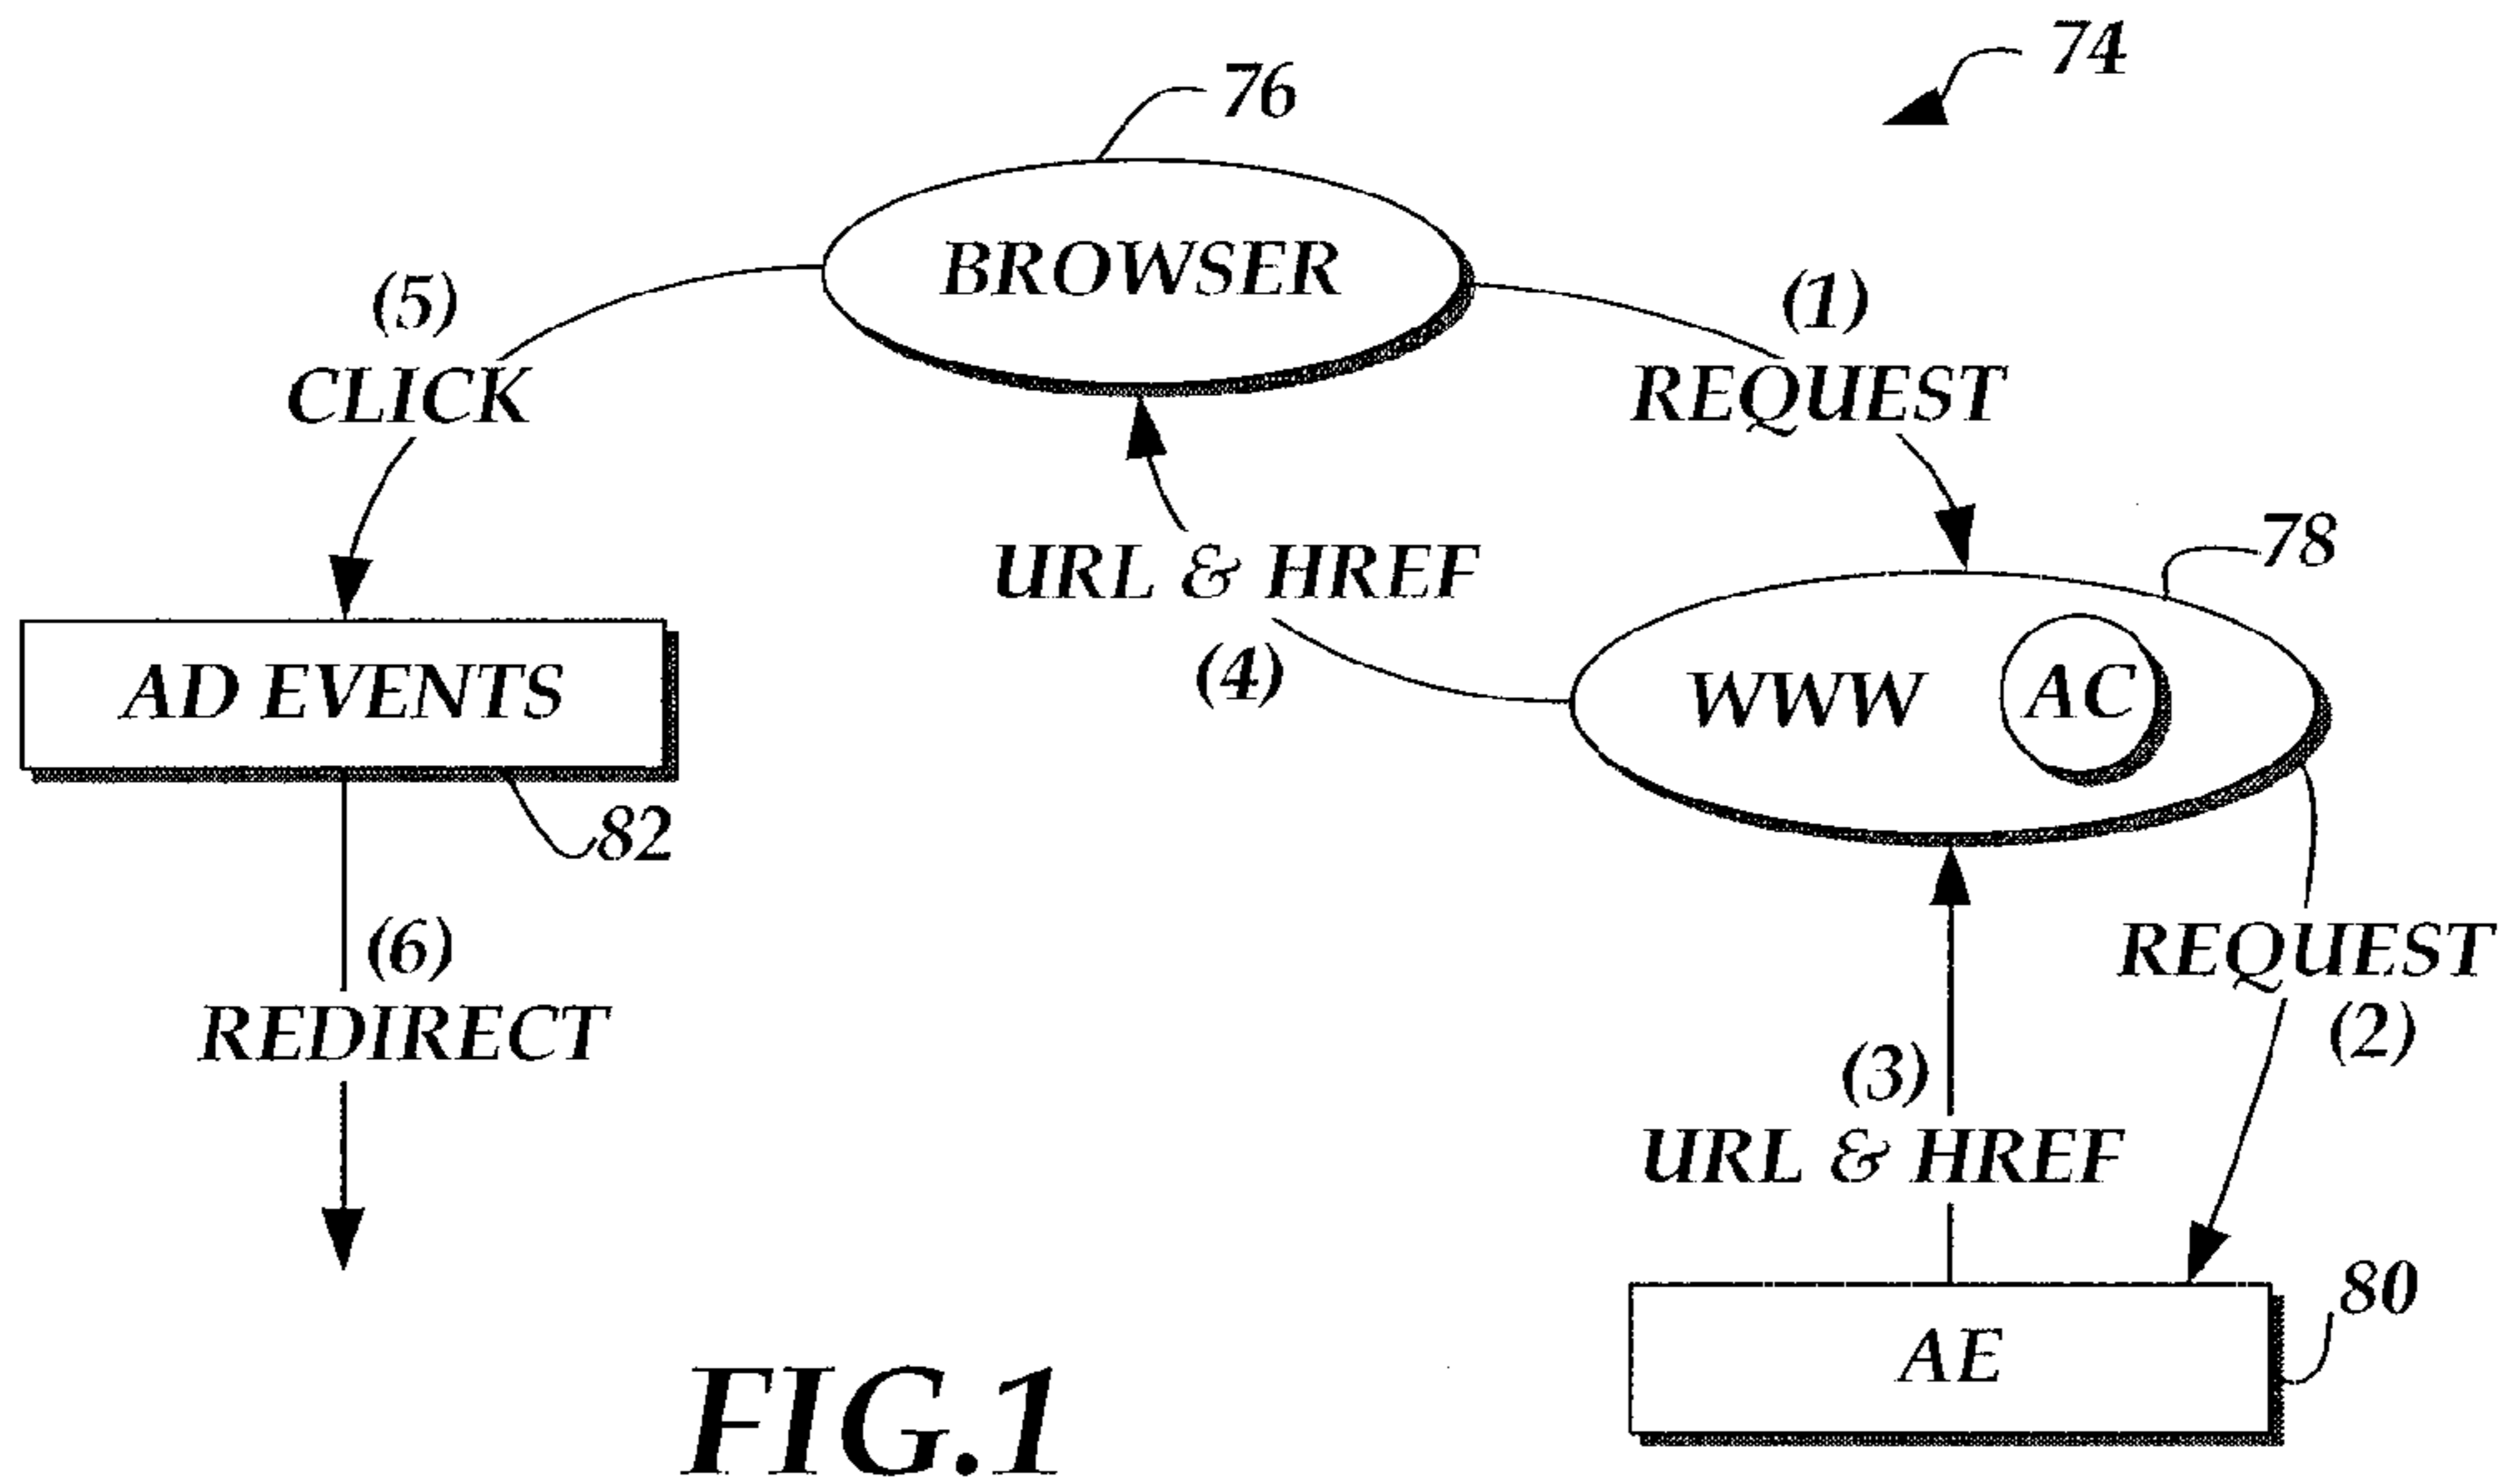 74
76
BROWSER
(5)
CLICK
(1)
REQUEST
URL & HREF
(4)
78
WWW
AC
AD EVENTS
82
(6)
REDIRECT
REQUEST
(2)
(3)
URL & HREF
80
AE
FIG.1